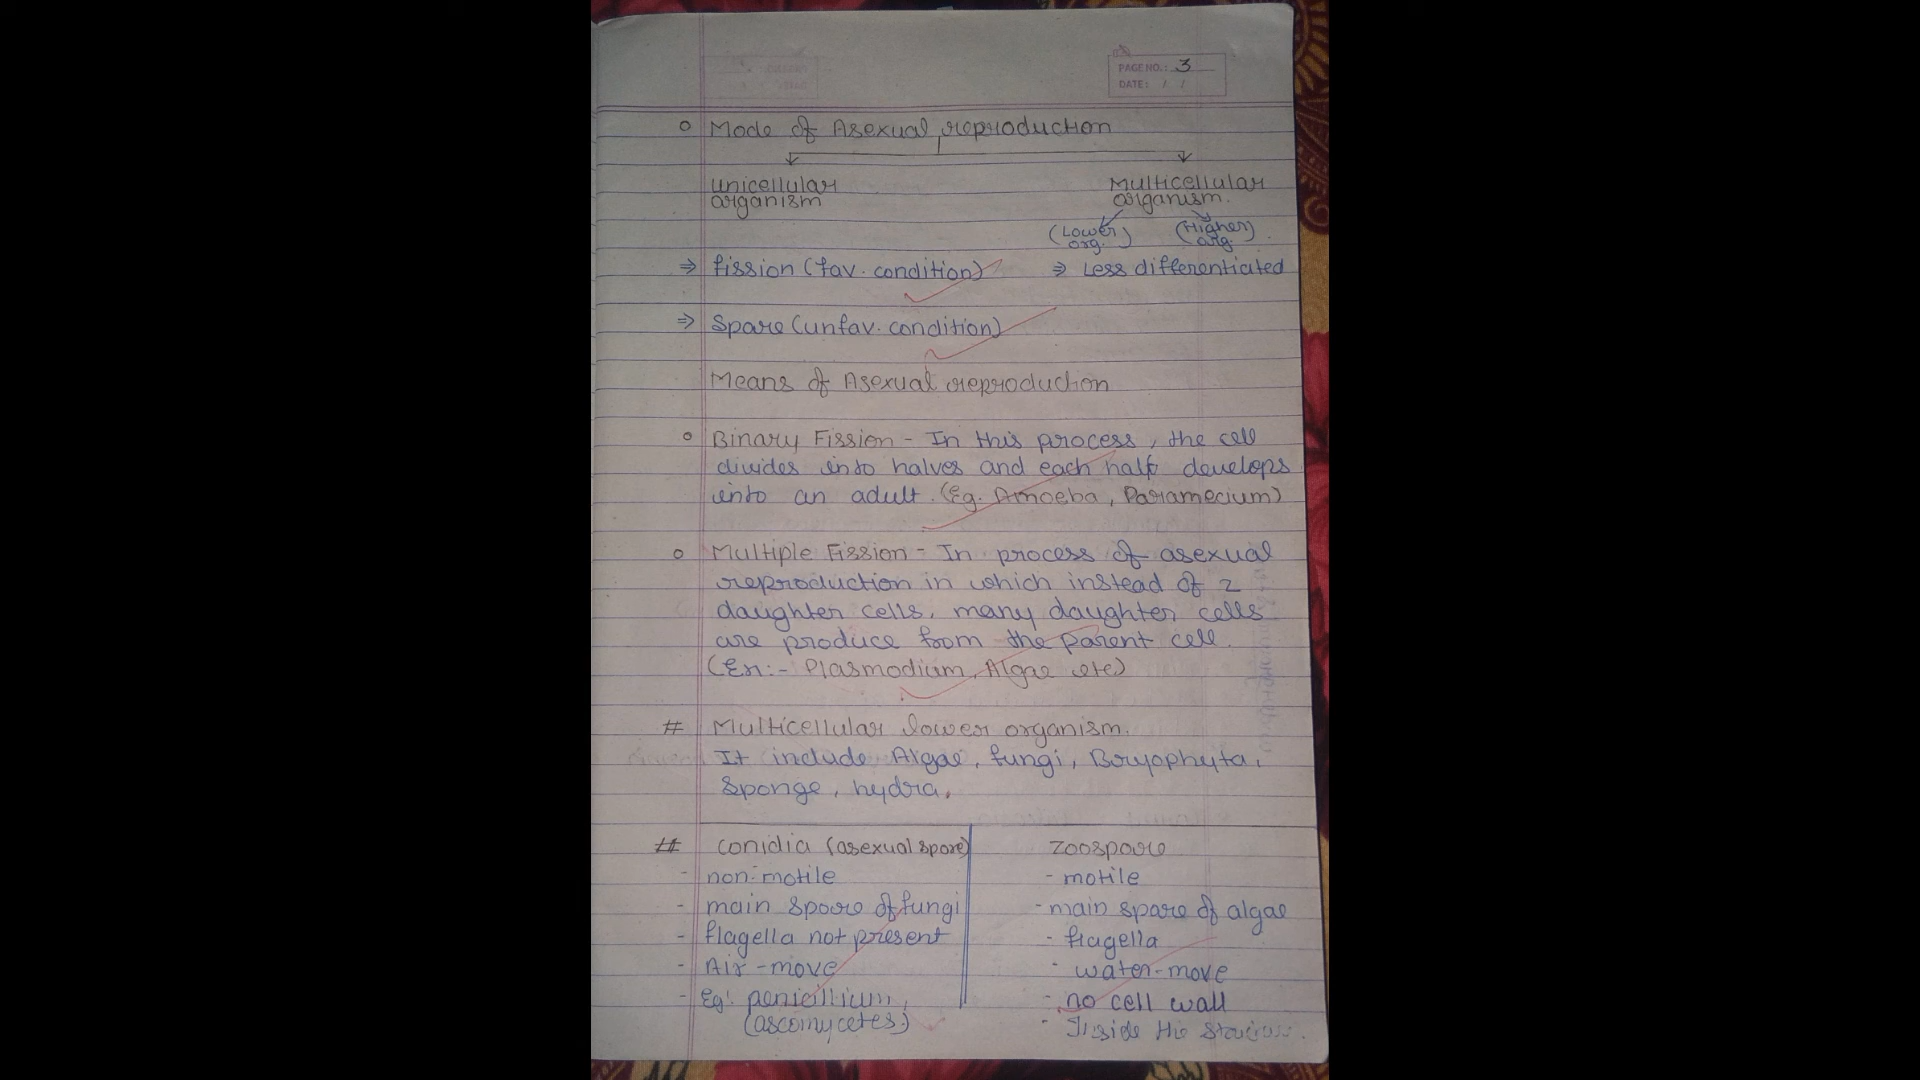 PAGE NO.: 3
DATE: / /
Mode of Asexual reproduction
Unicellular organism
Multicellular organism.
(Lower org.) (Higher org.)
⇒ fission (fav. condition) ⇒ Less differentiated
⇒ Spore (unfav. condition)
Means of Asexual reproduction
Binary Fission - In this process, the cell
divides into halves and each half develops
into an adult. (Eg. Amoeba, Paramecium)
Multiple Fission - In process of asexual
reproduction in which instead of 2
daughter cells, many daughter cells
are produce from the parent cell.
(Ex:- Plasmodium, Algae etc)
# Multicellular lower organism.
It include Algae, fungi, Bryophyta,
Sponge, hydra.
# Conidia (asexual spore) Zoospore
- non-motile - motile
- main spore of fungi - main spore of algae
- flagella not present - flagella
- Air - move - water-move
- Eg: penicillium, - no cell wall
(ascomycetes) - Inside the